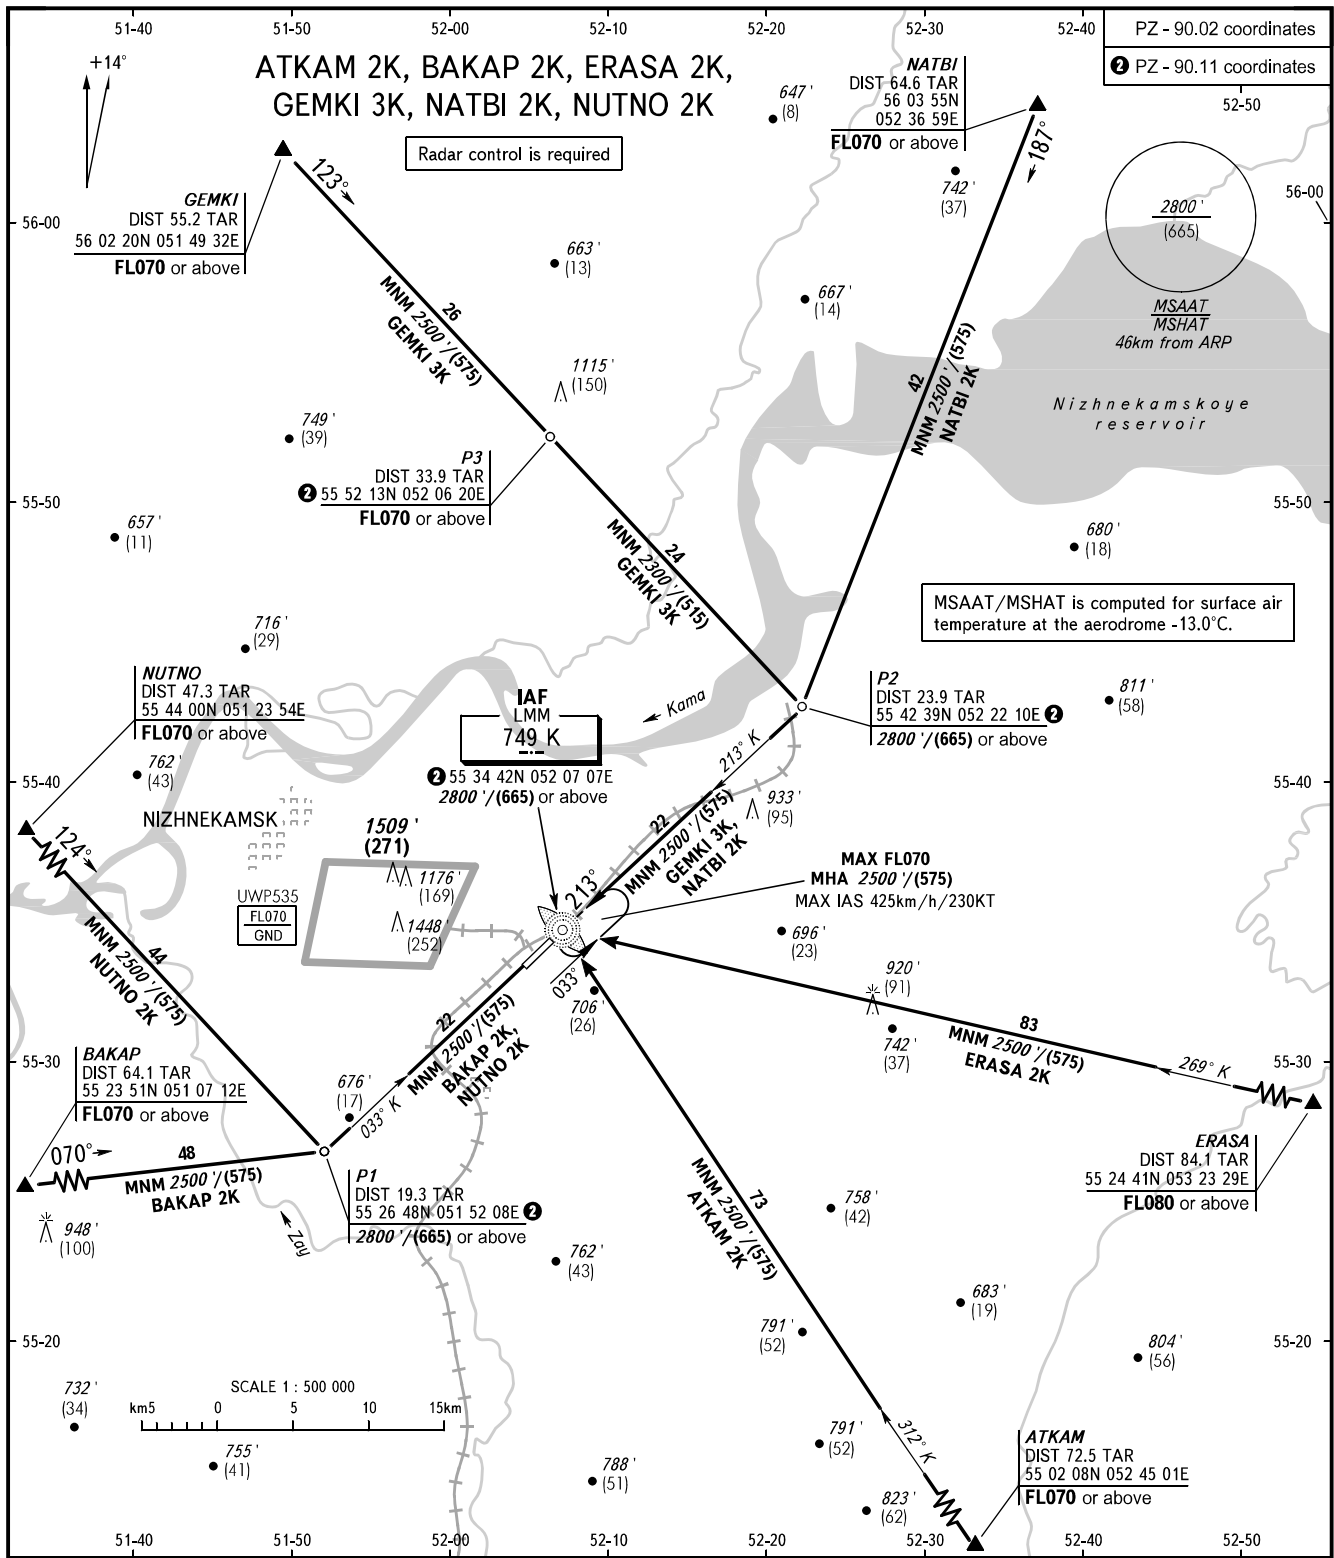 51-40
51-50
52-00
52-10
52-20
52-30
52-40
PZ - 90.02 coordinates
❷ PZ - 90.11 coordinates
52-50
+14°
ATKAM 2K, BAKAP 2K, ERASA 2K,
GEMKI 3K, NATBI 2K, NUTNO 2K
Radar control is required
647'
(8)
NATBI
DIST 64.6 TAR
56 03 55N
052 36 59E
FL070 or above
187°
742'
(37)
56-00
2800'
(665)
MSAAT
MSHAT
46km from ARP
123°
GEMKI
DIST 55.2 TAR
56 02 20N 051 49 32E
FL070 or above
56-00
663'
(13)
667'
(14)
26
MNM 2500'/(575)
GEMKI 3K
42
MNM 2500'/(575)
NATBI 2K
1115'
(150)
Nizhnekamskoye
reservoir
749'
(39)
P3
DIST 33.9 TAR
❷ 55 52 13N 052 06 20E
FL070 or above
55-50
55-50
657'
(11)
680'
(18)
24
MNM 2300'/(515)
GEMKI 3K
MSAAT/MSHAT is computed for surface air
temperature at the aerodrome -13.0°C.
716'
(29)
NUTNO
DIST 47.3 TAR
55 44 00N 051 23 54E
FL070 or above
IAF
LMM
749 K
❷ 55 34 42N 052 07 07E
2800'/(665) or above
Kama
P2
DIST 23.9 TAR
55 42 39N 052 22 10E ❷
2800'/(665) or above
811'
(58)
213° K
762'
(43)
55-40
55-40
933'
(95)
NIZHNEKAMSK
1509'
(271)
22
MNM 2500'/(575)
GEMKI 3K,
NATBI 2K
124°
MAX FL070
MHA 2500'/(575)
MAX IAS 425km/h/230KT
1176'
(169)
UWP535
FL070
GND
1448'
(252)
213°
033°
696'
(23)
706'
(26)
920'
(91)
742'
(37)
44
MNM 2500'/(575)
NUTNO 2K
22
MNM 2500'/(575)
BAKAP 2K,
NUTNO 2K
83
MNM 2500'/(575)
ERASA 2K
269° K
55-30
55-30
BAKAP
DIST 64.1 TAR
55 23 51N 051 07 12E
FL070 or above
676'
(17)
033° K
070°
48
MNM 2500'/(575)
BAKAP 2K
ERASA
DIST 84.1 TAR
55 24 41N 053 23 29E
FL080 or above
P1
DIST 19.3 TAR
55 26 48N 051 52 08E ❷
2800'/(665) or above
73
MNM 2500'/(575)
ATKAM 2K
758'
(42)
948'
(100)
Zay
762'
(43)
683'
(19)
791'
(52)
55-20
55-20
804'
(56)
732'
(34)
SCALE 1 : 500 000
km5 0 5 10 15km
312° K
791'
(52)
755'
(41)
788'
(51)
823'
(62)
ATKAM
DIST 72.5 TAR
55 02 08N 052 45 01E
FL070 or above
51-40
51-50
52-00
52-10
52-20
52-30
52-40
52-50